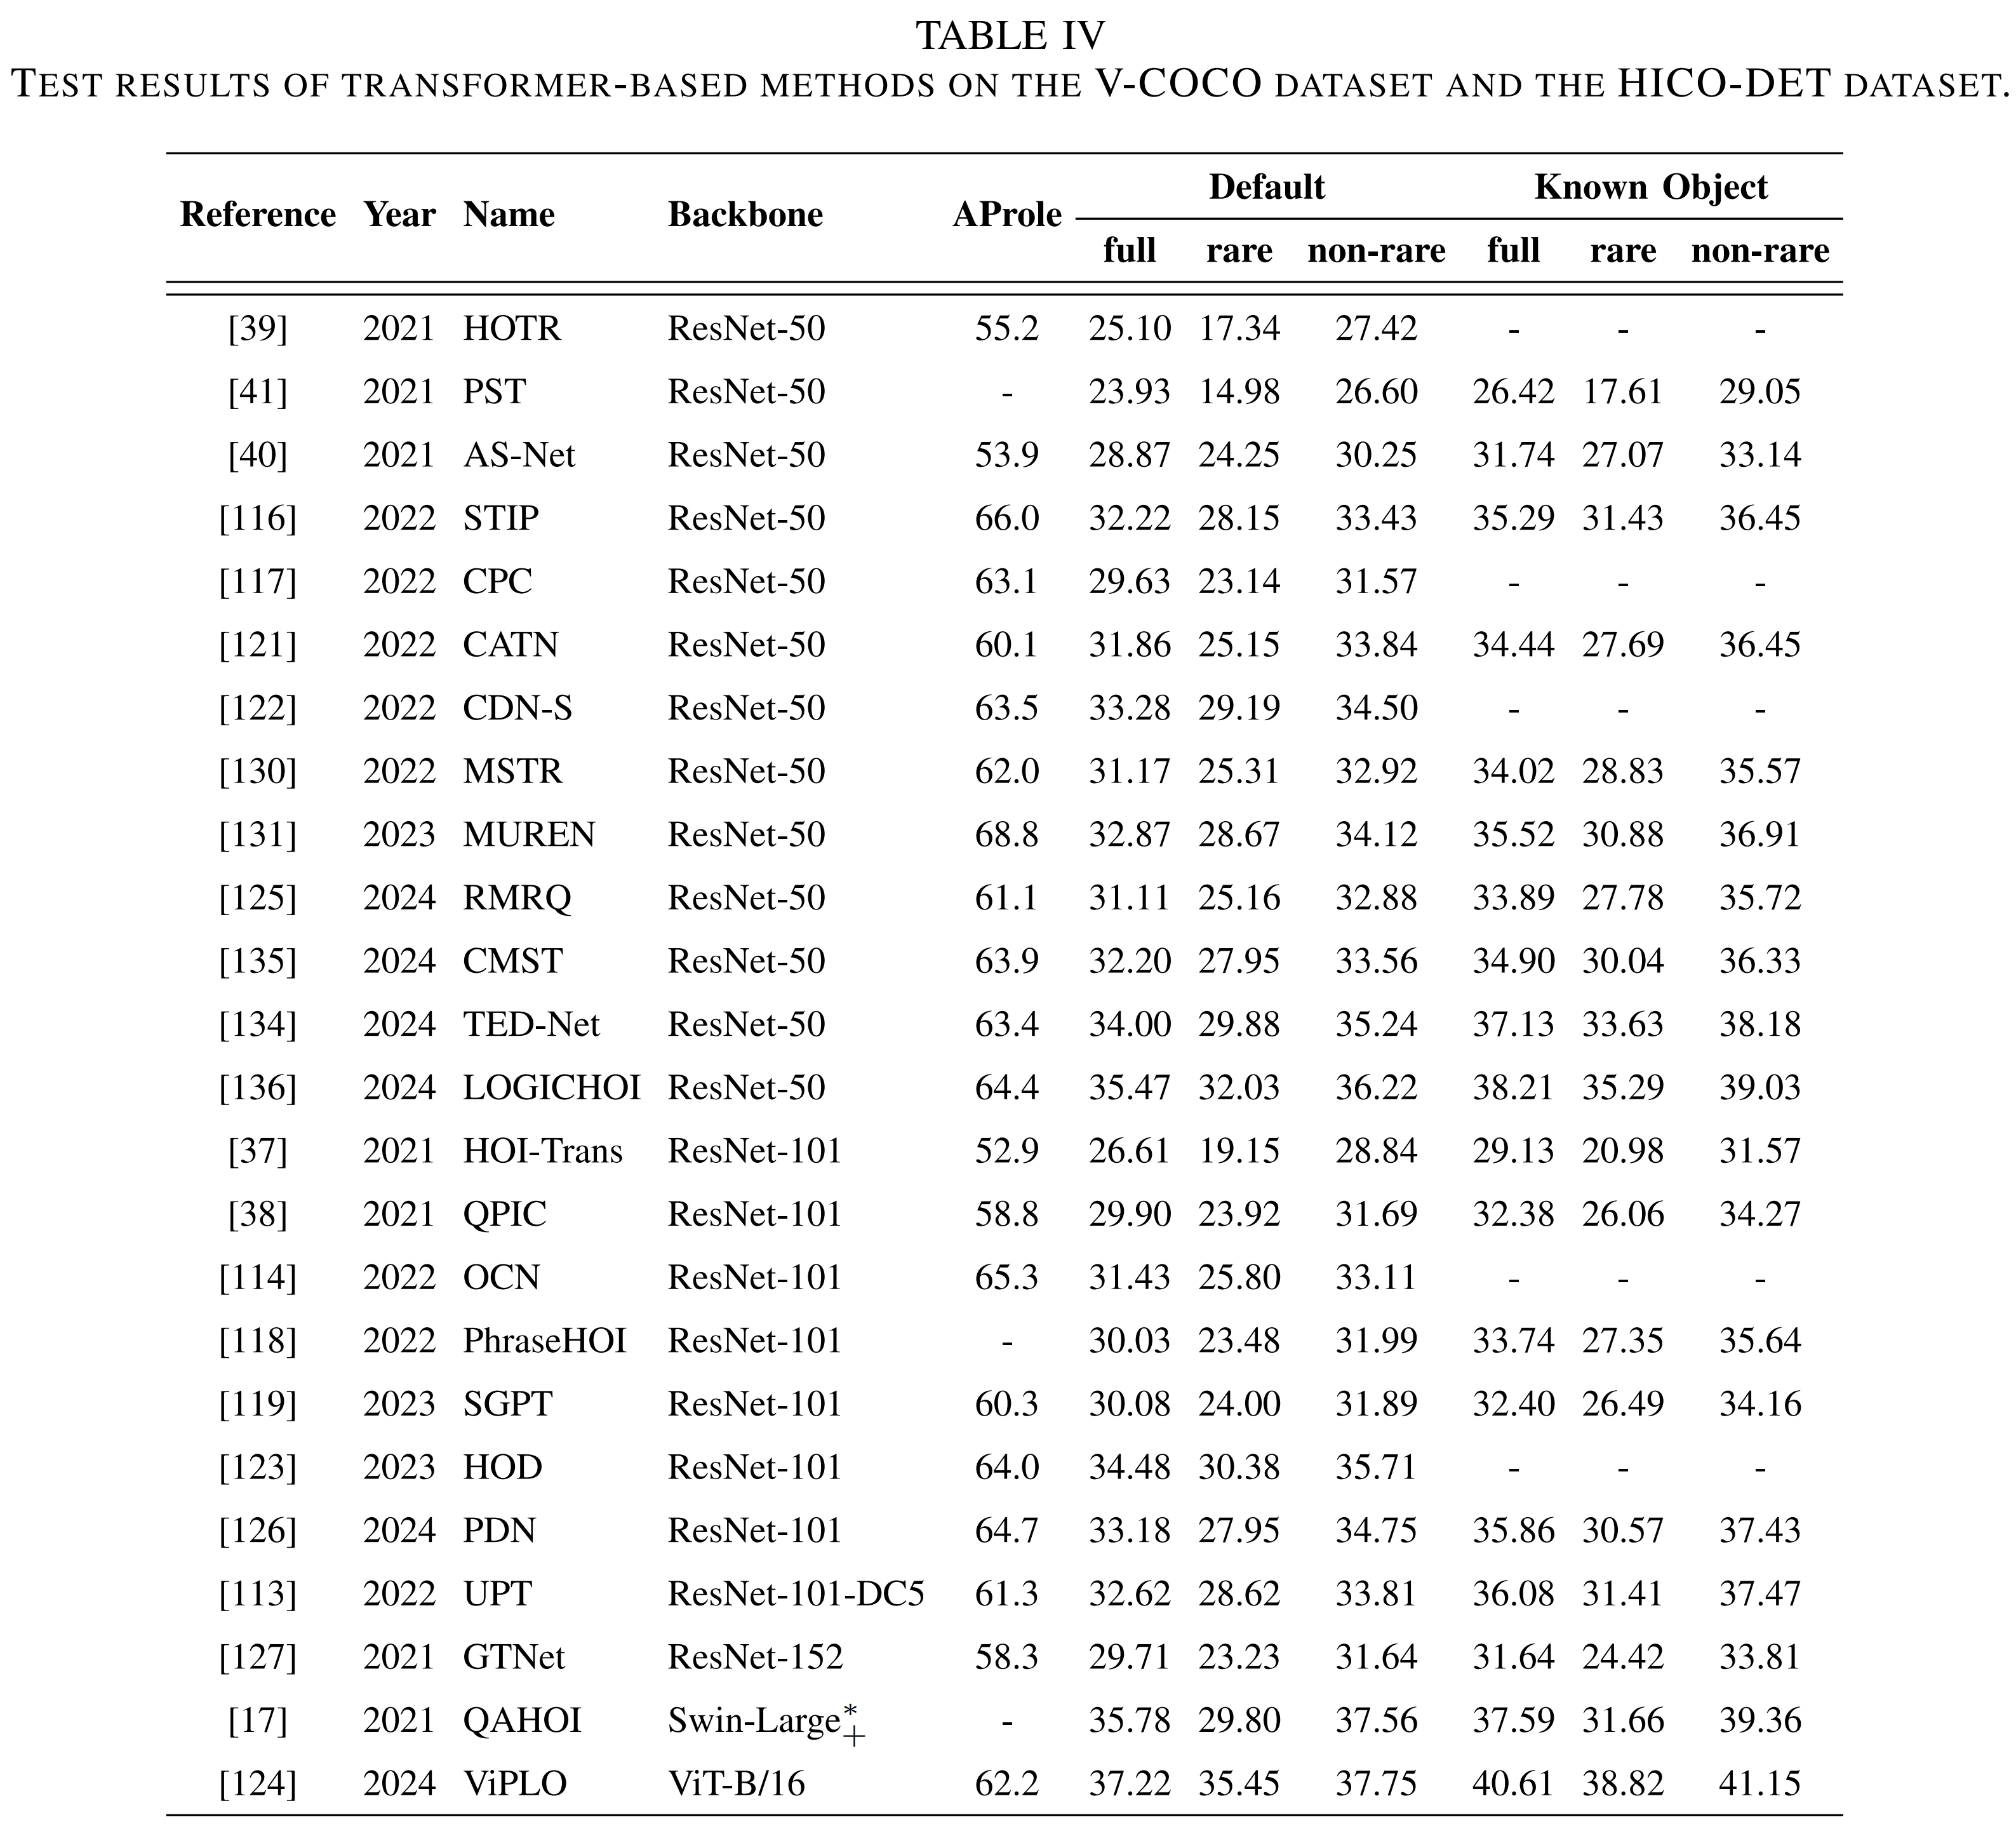 TABLE IV
TEST RESULTS OF TRANSFORMER-BASED METHODS ON THE V-COCO DATASET AND THE HICO-DET DATASET.
Reference Year Name Backbone AProle Default Known Object
full rare non-rare full rare non-rare
[39] 2021 HOTR ResNet-50 55.2 25.10 17.34 27.42 - - -
[41] 2021 PST ResNet-50 - 23.93 14.98 26.60 26.42 17.61 29.05
[40] 2021 AS-Net ResNet-50 53.9 28.87 24.25 30.25 31.74 27.07 33.14
[116] 2022 STIP ResNet-50 66.0 32.22 28.15 33.43 35.29 31.43 36.45
[117] 2022 CPC ResNet-50 63.1 29.63 23.14 31.57 - - -
[121] 2022 CATN ResNet-50 60.1 31.86 25.15 33.84 34.44 27.69 36.45
[122] 2022 CDN-S ResNet-50 63.5 33.28 29.19 34.50 - - -
[130] 2022 MSTR ResNet-50 62.0 31.17 25.31 32.92 34.02 28.83 35.57
[131] 2023 MUREN ResNet-50 68.8 32.87 28.67 34.12 35.52 30.88 36.91
[125] 2024 RMRQ ResNet-50 61.1 31.11 25.16 32.88 33.89 27.78 35.72
[135] 2024 CMST ResNet-50 63.9 32.20 27.95 33.56 34.90 30.04 36.33
[134] 2024 TED-Net ResNet-50 63.4 34.00 29.88 35.24 37.13 33.63 38.18
[136] 2024 LOGICHOI ResNet-50 64.4 35.47 32.03 36.22 38.21 35.29 39.03
[37] 2021 HOI-Trans ResNet-101 52.9 26.61 19.15 28.84 29.13 20.98 31.57
[38] 2021 QPIC ResNet-101 58.8 29.90 23.92 31.69 32.38 26.06 34.27
[114] 2022 OCN ResNet-101 65.3 31.43 25.80 33.11 - - -
[118] 2022 PhraseHOI ResNet-101 - 30.03 23.48 31.99 33.74 27.35 35.64
[119] 2023 SGPT ResNet-101 60.3 30.08 24.00 31.89 32.40 26.49 34.16
[123] 2023 HOD ResNet-101 64.0 34.48 30.38 35.71 - - -
[126] 2024 PDN ResNet-101 64.7 33.18 27.95 34.75 35.86 30.57 37.43
[113] 2022 UPT ResNet-101-DC5 61.3 32.62 28.62 33.81 36.08 31.41 37.47
[127] 2021 GTNet ResNet-152 58.3 29.71 23.23 31.64 31.64 24.42 33.81
[17] 2021 QAHOI Swin-Large*+ - 35.78 29.80 37.56 37.59 31.66 39.36
[124] 2024 ViPLO ViT-B/16 62.2 37.22 35.45 37.75 40.61 38.82 41.15